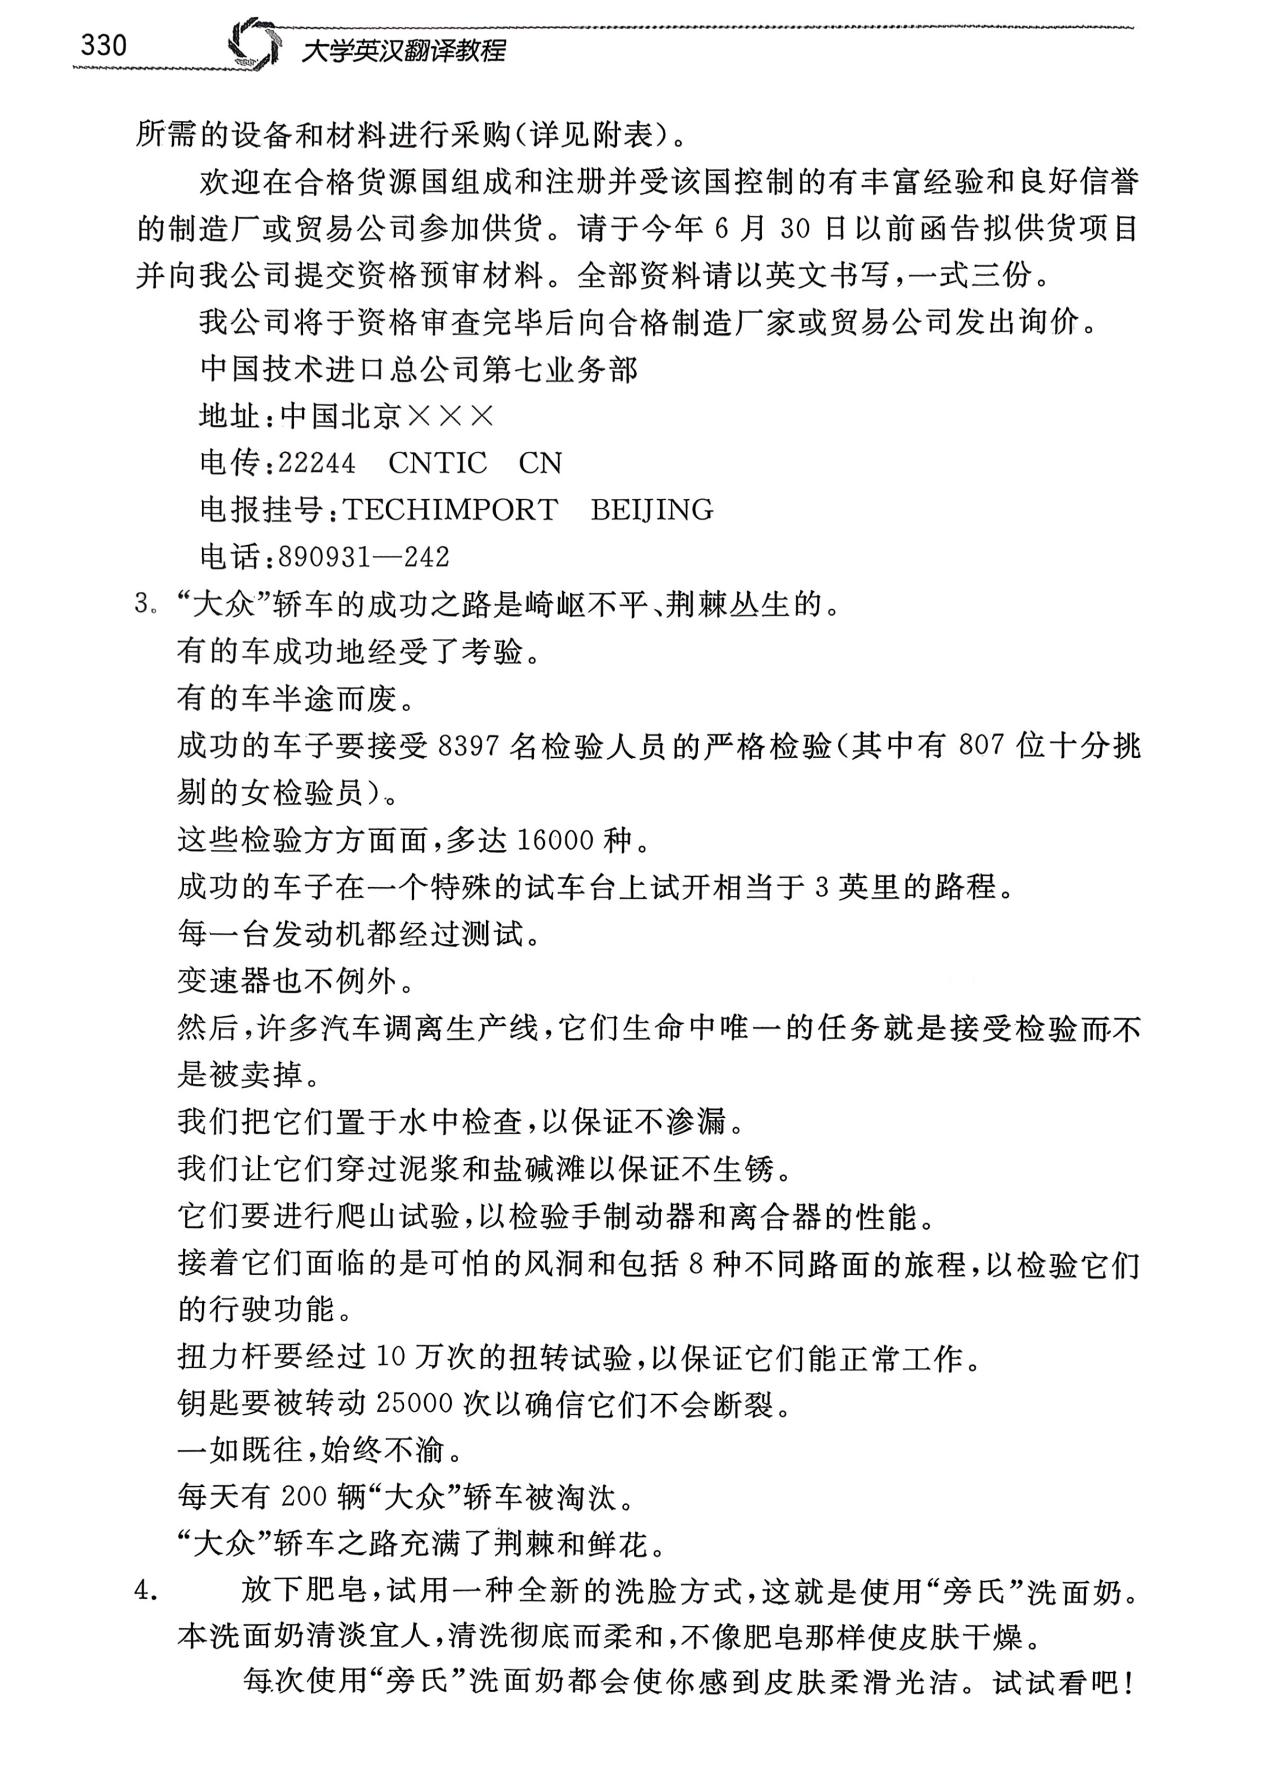 330
大学英汉翻译教程
所需的设备和材料进行采购(详见附表)。
欢迎在合格货源国组成和注册并受该国控制的有丰富经验和良好信誉
的制造厂或贸易公司参加供货。请于今年 6 月 30 日以前函告拟供货项目
并向我公司提交资格预审材料。全部资料请以英文书写,一式三份。
我公司将于资格审查完毕后向合格制造厂家或贸易公司发出询价。
中国技术进口总公司第七业务部
地址:中国北京×××
电传:22244 CNTIC CN
电报挂号:TECHIMPORT BEIJING
电话:890931—242
3。“大众”轿车的成功之路是崎岖不平、荆棘丛生的。
有的车成功地经受了考验。
有的车半途而废。
成功的车子要接受 8397 名检验人员的严格检验(其中有 807 位十分挑
剔的女检验员)。
这些检验方方面面,多达 16000 种。
成功的车子在一个特殊的试车台上试开相当于 3 英里的路程。
每一台发动机都经过测试。
变速器也不例外。
然后,许多汽车调离生产线,它们生命中唯一的任务就是接受检验而不
是被卖掉。
我们把它们置于水中检查,以保证不渗漏。
我们让它们穿过泥浆和盐碱滩以保证不生锈。
它们要进行爬山试验,以检验手制动器和离合器的性能。
接着它们面临的是可怕的风洞和包括 8 种不同路面的旅程,以检验它们
的行驶功能。
扭力杆要经过 10 万次的扭转试验,以保证它们能正常工作。
钥匙要被转动 25000 次以确信它们不会断裂。
一如既往,始终不渝。
每天有 200 辆“大众”轿车被淘汰。
“大众”轿车之路充满了荆棘和鲜花。
4. 放下肥皂,试用一种全新的洗脸方式,这就是使用“旁氏”洗面奶。
本洗面奶清淡宜人,清洗彻底而柔和,不像肥皂那样使皮肤干燥。
每次使用“旁氏”洗面奶都会使你感到皮肤柔滑光洁。试试看吧!